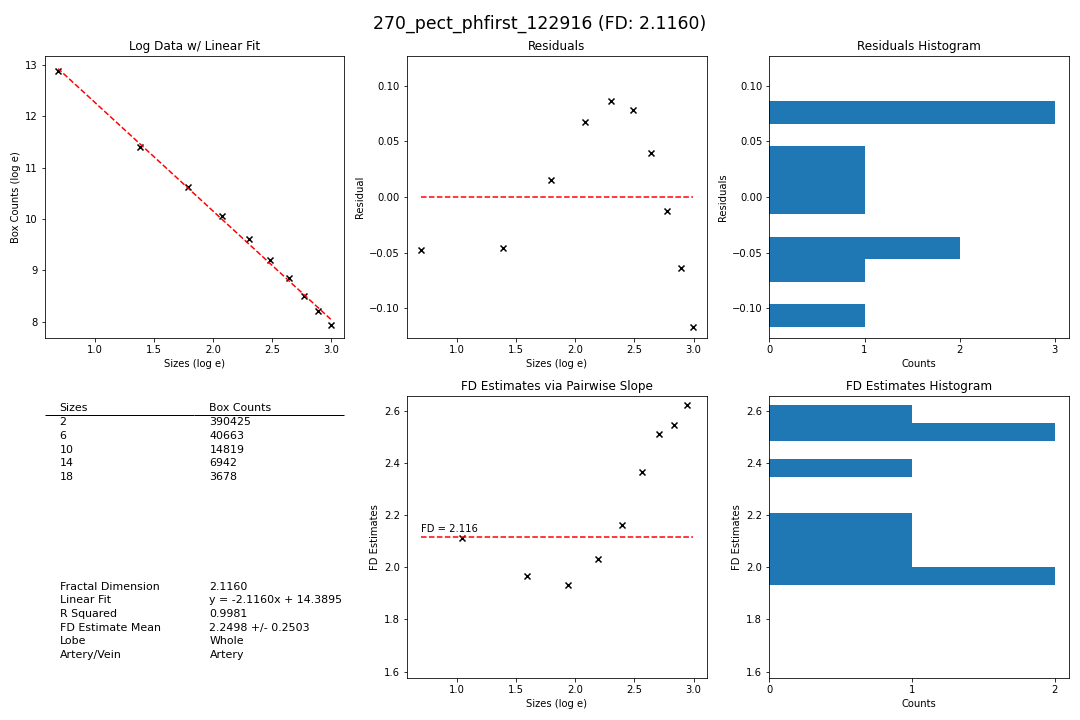 270_pect_phfirst_122916 (FD: 2.1160)
Log Data w/ Linear Fit
Box Counts (log e)
13
12
11
10
9
8
1.0 1.5 2.0 2.5 3.0
Sizes (log e)
Residuals
Residual
0.10
0.05
0.00
−0.05
−0.10
1.0 1.5 2.0 2.5 3.0
Sizes (log e)
Residuals Histogram
Residuals
0.10
0.05
0.00
−0.05
−0.10
0 1 2 3
Counts
Sizes Box Counts
2 390425
6 40663
10 14819
14 6942
18 3678
Fractal Dimension 2.1160
Linear Fit y = -2.1160x + 14.3895
R Squared 0.9981
FD Estimate Mean 2.2498 +/- 0.2503
Lobe Whole
Artery/Vein Artery
FD Estimates via Pairwise Slope
FD Estimates
2.6
2.4
2.2
2.0
1.8
1.6
FD = 2.116
1.0 1.5 2.0 2.5 3.0
Sizes (log e)
FD Estimates Histogram
FD Estimates
2.6
2.4
2.2
2.0
1.8
1.6
0 1 2
Counts